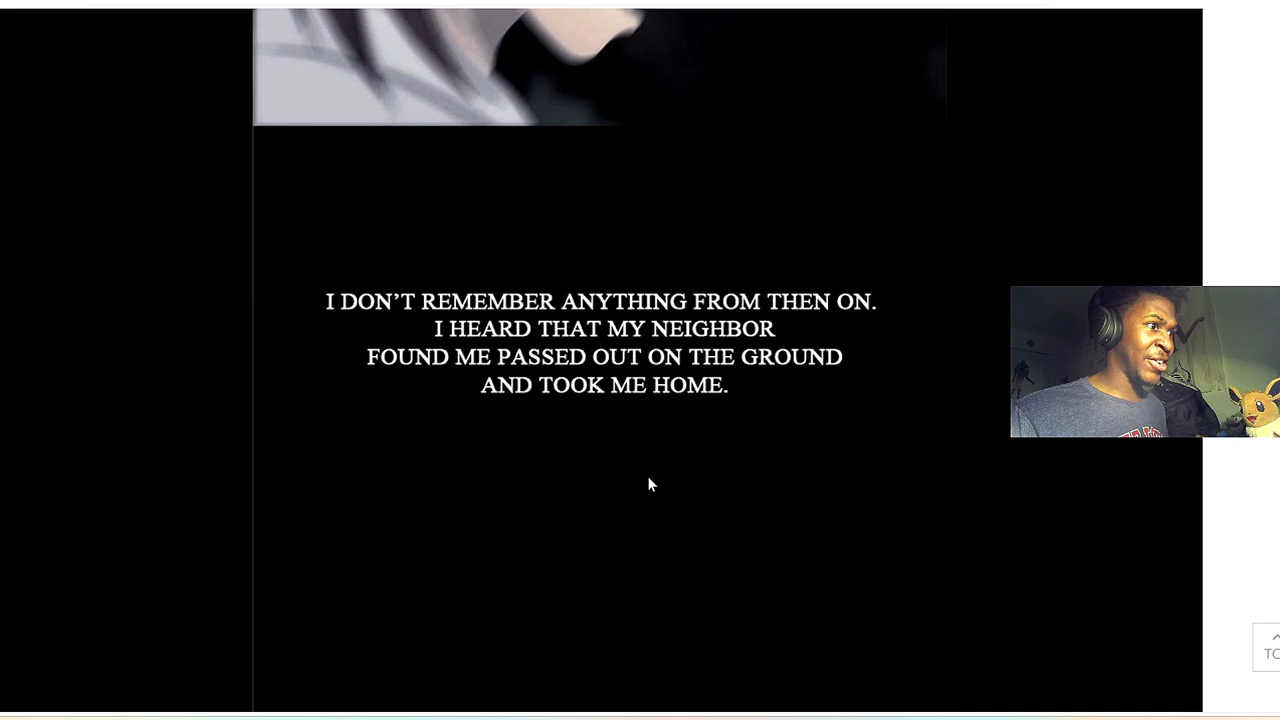 I DON'T REMEMBER ANYTHING FROM THEN ON.
I HEARD THAT MY NEIGHBOR
FOUND ME PASSED OUT ON THE GROUND
AND TOOK ME HOME.